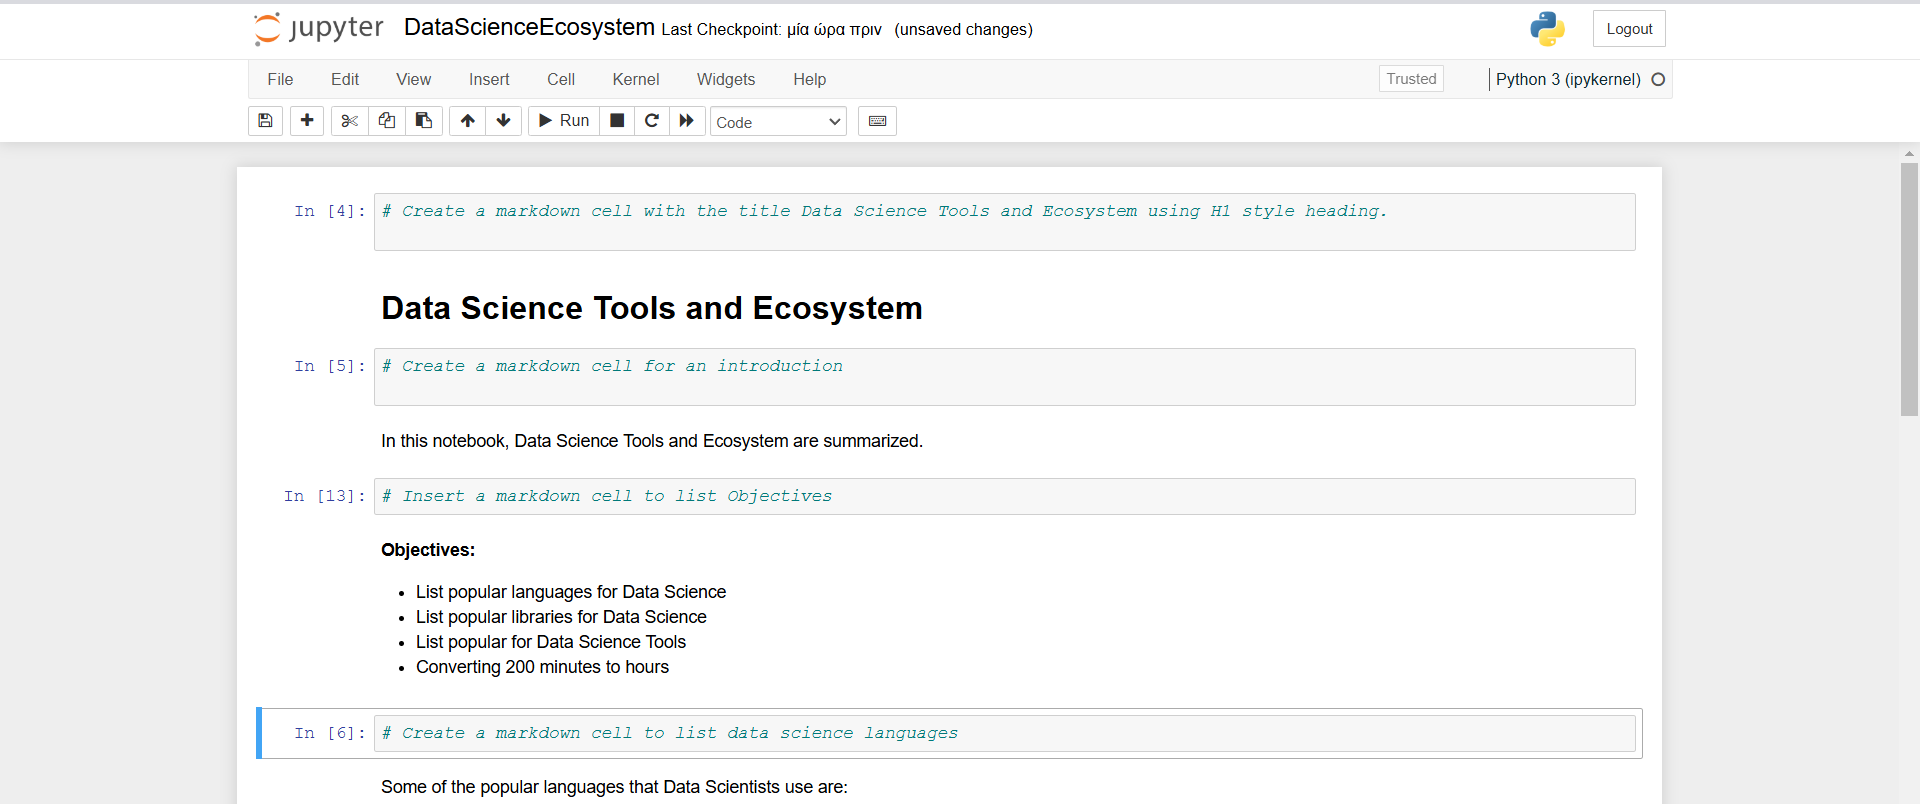 jupyter DataScienceEcosystem Last Checkpoint: μία ώρα πριν (unsaved changes) Logout
File Edit View Insert Cell Kernel Widgets Help Trusted Python 3 (ipykernel)
Run Code
In [4]: # Create a markdown cell with the title Data Science Tools and Ecosystem using H1 style heading.
Data Science Tools and Ecosystem
In [5]: # Create a markdown cell for an introduction
In this notebook, Data Science Tools and Ecosystem are summarized.
In [13]: # Insert a markdown cell to list Objectives
Objectives:
• List popular languages for Data Science
• List popular libraries for Data Science
• List popular for Data Science Tools
• Converting 200 minutes to hours
In [6]: # Create a markdown cell to list data science languages
Some of the popular languages that Data Scientists use are: